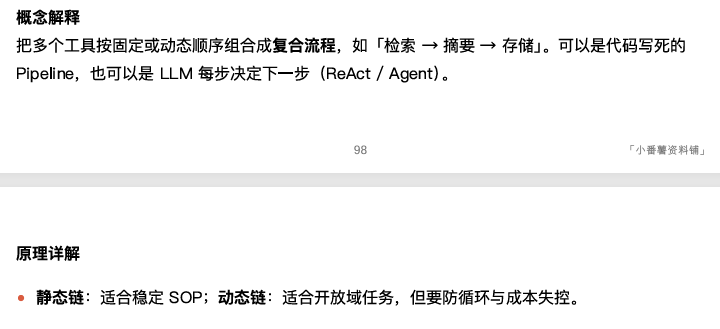 概念解释
把多个工具按固定或动态顺序组合成复合流程，如「检索 → 摘要 → 存储」。可以是代码写死的
Pipeline，也可以是 LLM 每步决定下一步（ReAct / Agent）。
98
「小番薯资料铺」
原理详解
• 静态链：适合稳定 SOP；动态链：适合开放域任务，但要防循环与成本失控。